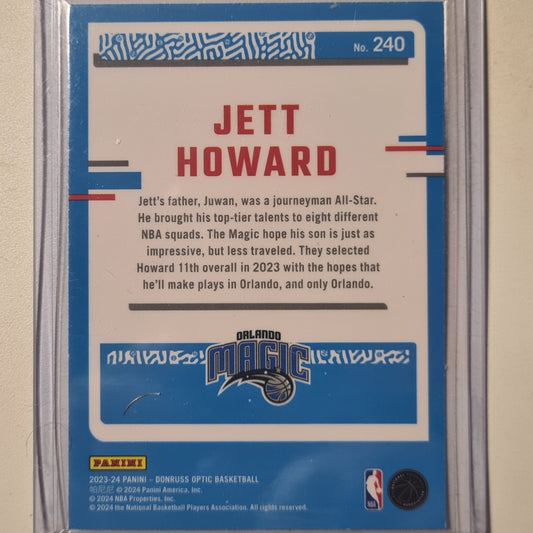 No. 240
JETT
HOWARD
Jett's father, Juwan, was a journeyman All-Star.
He brought his top-tier talents to eight different
NBA squads. The Magic hope his son is just as
impressive, but less traveled. They selected
Howard 11th overall in 2023 with the hopes that
he'll make plays in Orlando, and only Orlando.
ORLANDO
MAGIC
PANINI
2023-24 PANINI – DONRUSS OPTIC BASKETBALL
帕尼尼 © 2024 Panini America, Inc.
© 2024 NBA Properties, Inc.
© 2024 the National Basketball Players Association. All rights reserved.
NBA